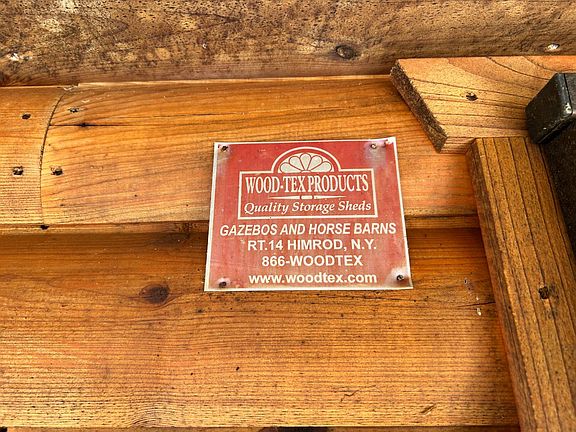 WOOD-TEX PRODUCTS
Quality Storage Sheds
GAZEBOS AND HORSE BARNS
RT.14 HIMROD, N.Y.
866-WOODTEX
www.woodtex.com